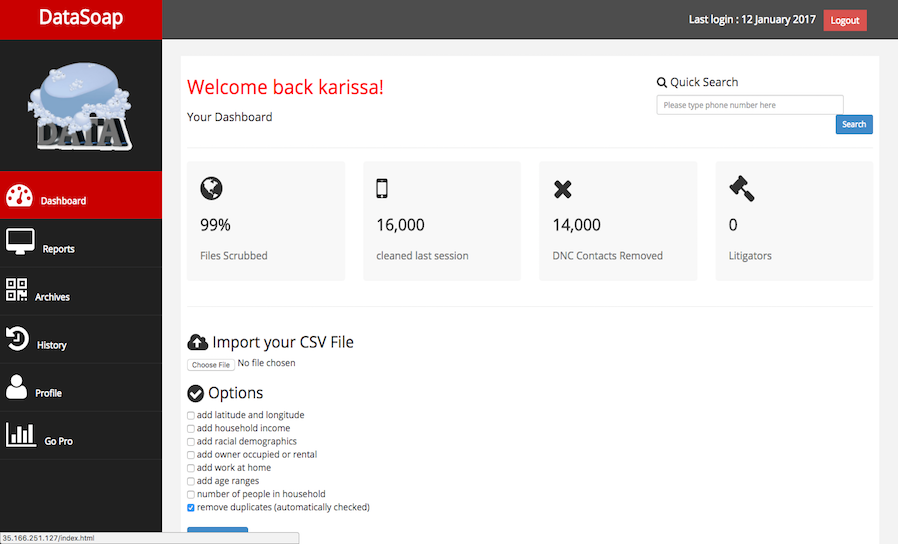 DataSoap
Last login : 12 January 2017
Logout
DATA
Dashboard
Reports
Archives
History
Profile
Go Pro
Welcome back karissa!
Your Dashboard
Quick Search
Please type phone number here
Search
99%
Files Scrubbed
16,000
cleaned last session
14,000
DNC Contacts Removed
0
Litigators
Import your CSV File
Choose File No file chosen
Options
add latitude and longitude
add household income
add racial demographics
add owner occupied or rental
add work at home
add age ranges
number of people in household
remove duplicates (automatically checked)
35.166.251.127/index.html